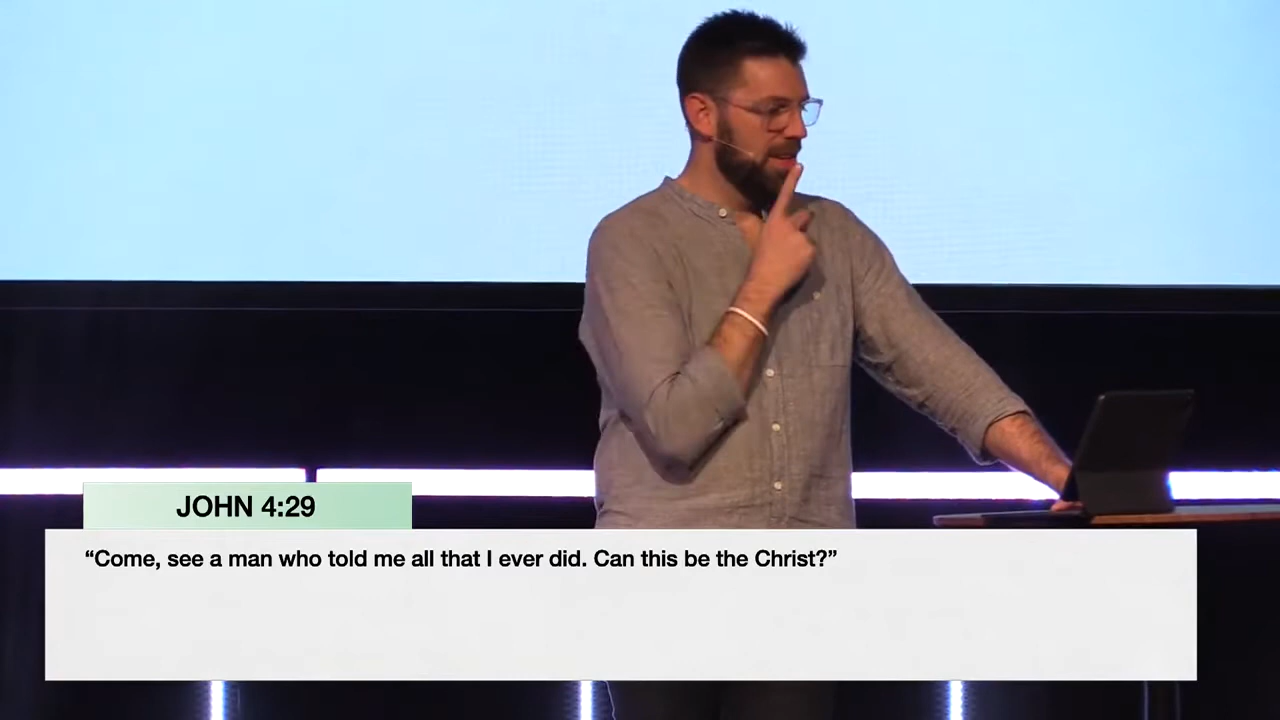 JOHN 4:29
“Come, see a man who told me all that I ever did. Can this be the Christ?”